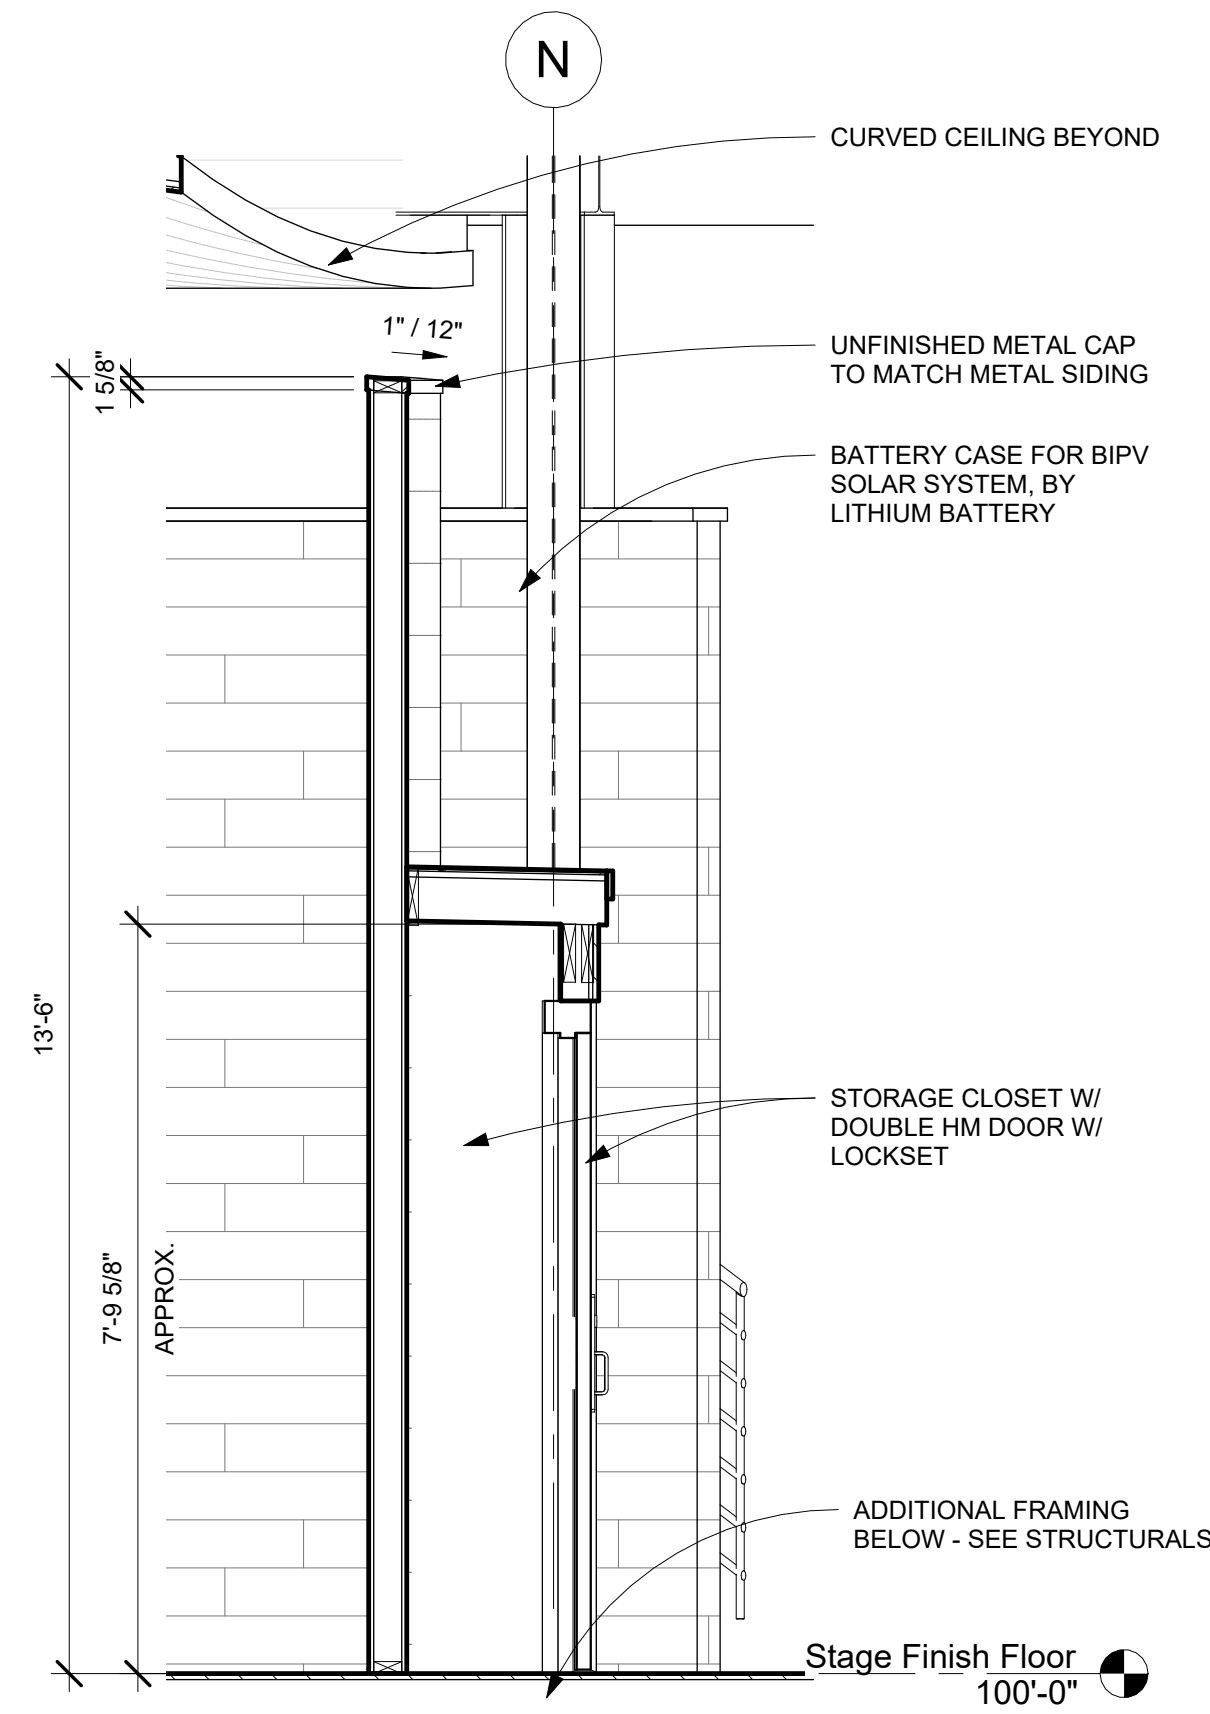 N
CURVED CEILING BEYOND
1" / 12"
UNFINISHED METAL CAP
TO MATCH METAL SIDING
1 5/8"
BATTERY CASE FOR BIPV
SOLAR SYSTEM, BY
LITHIUM BATTERY
13'-6"
STORAGE CLOSET W/
DOUBLE HM DOOR W/
LOCKSET
7'-9 5/8"
APPROX.
ADDITIONAL FRAMING
BELOW - SEE STRUCTURALS
Stage Finish Floor
100'-0"